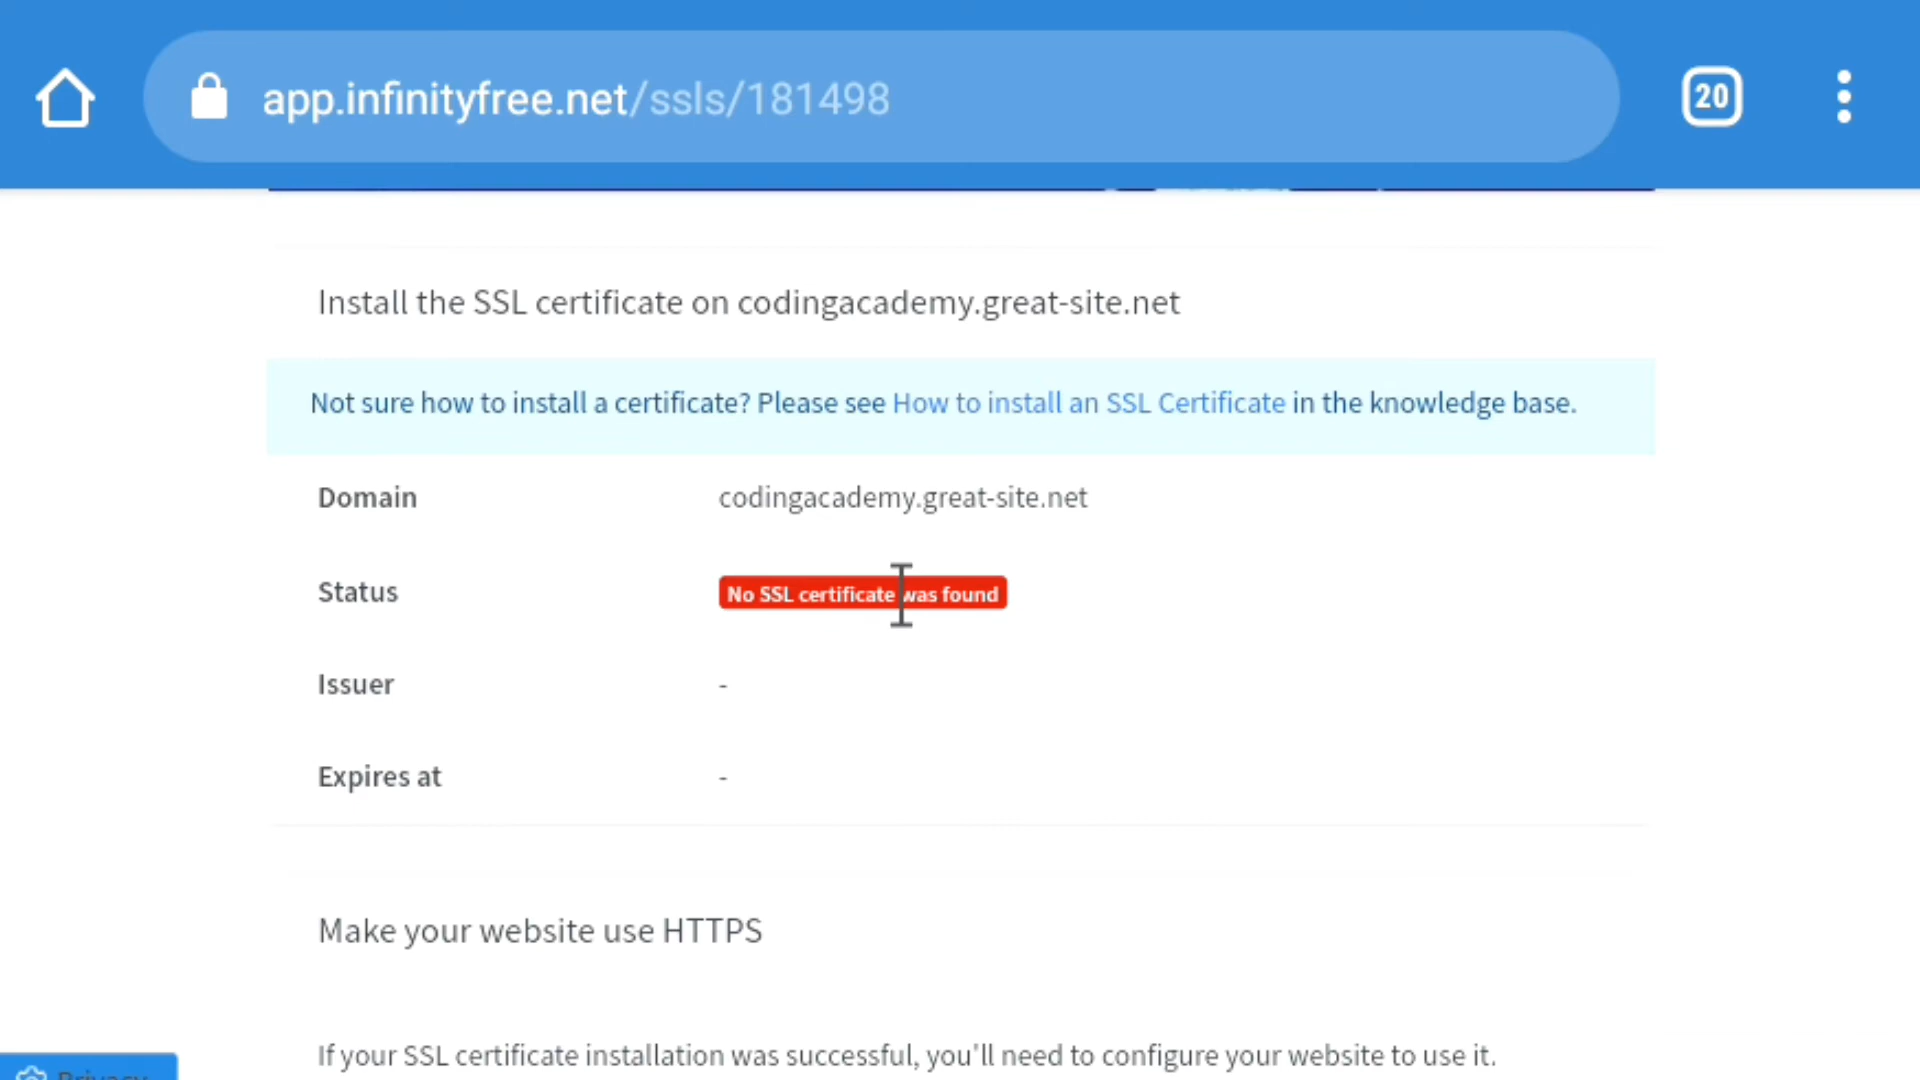 app.infinityfree.net/ssls/181498
20
Install the SSL certificate on codingacademy.great-site.net
Not sure how to install a certificate? Please see How to install an SSL Certificate in the knowledge base.
Domain codingacademy.great-site.net
Status No SSL certificate was found
Issuer -
Expires at -
Make your website use HTTPS
If your SSL certificate installation was successful, you'll need to configure your website to use it.
Privacy